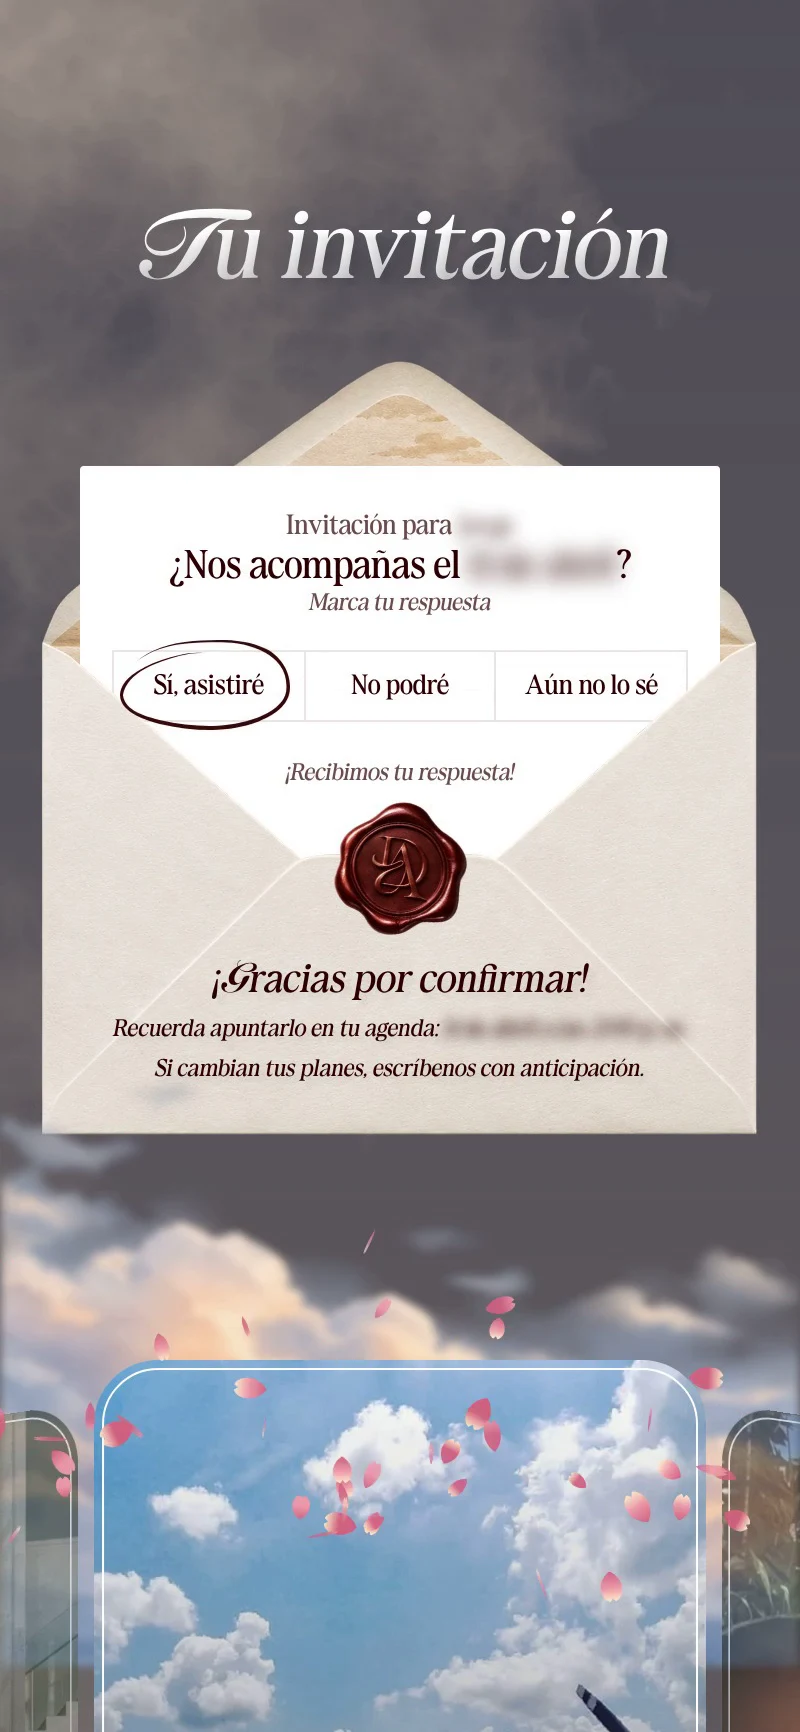 Tu invitación
Invitación para
¿Nos acompañas el ?
Marca tu respuesta
Sí, asistiré
No podré
Aún no lo sé
¡Recibimos tu respuesta!
DA
¡Gracias por confirmar!
Recuerda apuntarlo en tu agenda:
Si cambian tus planes, escríbenos con anticipación.